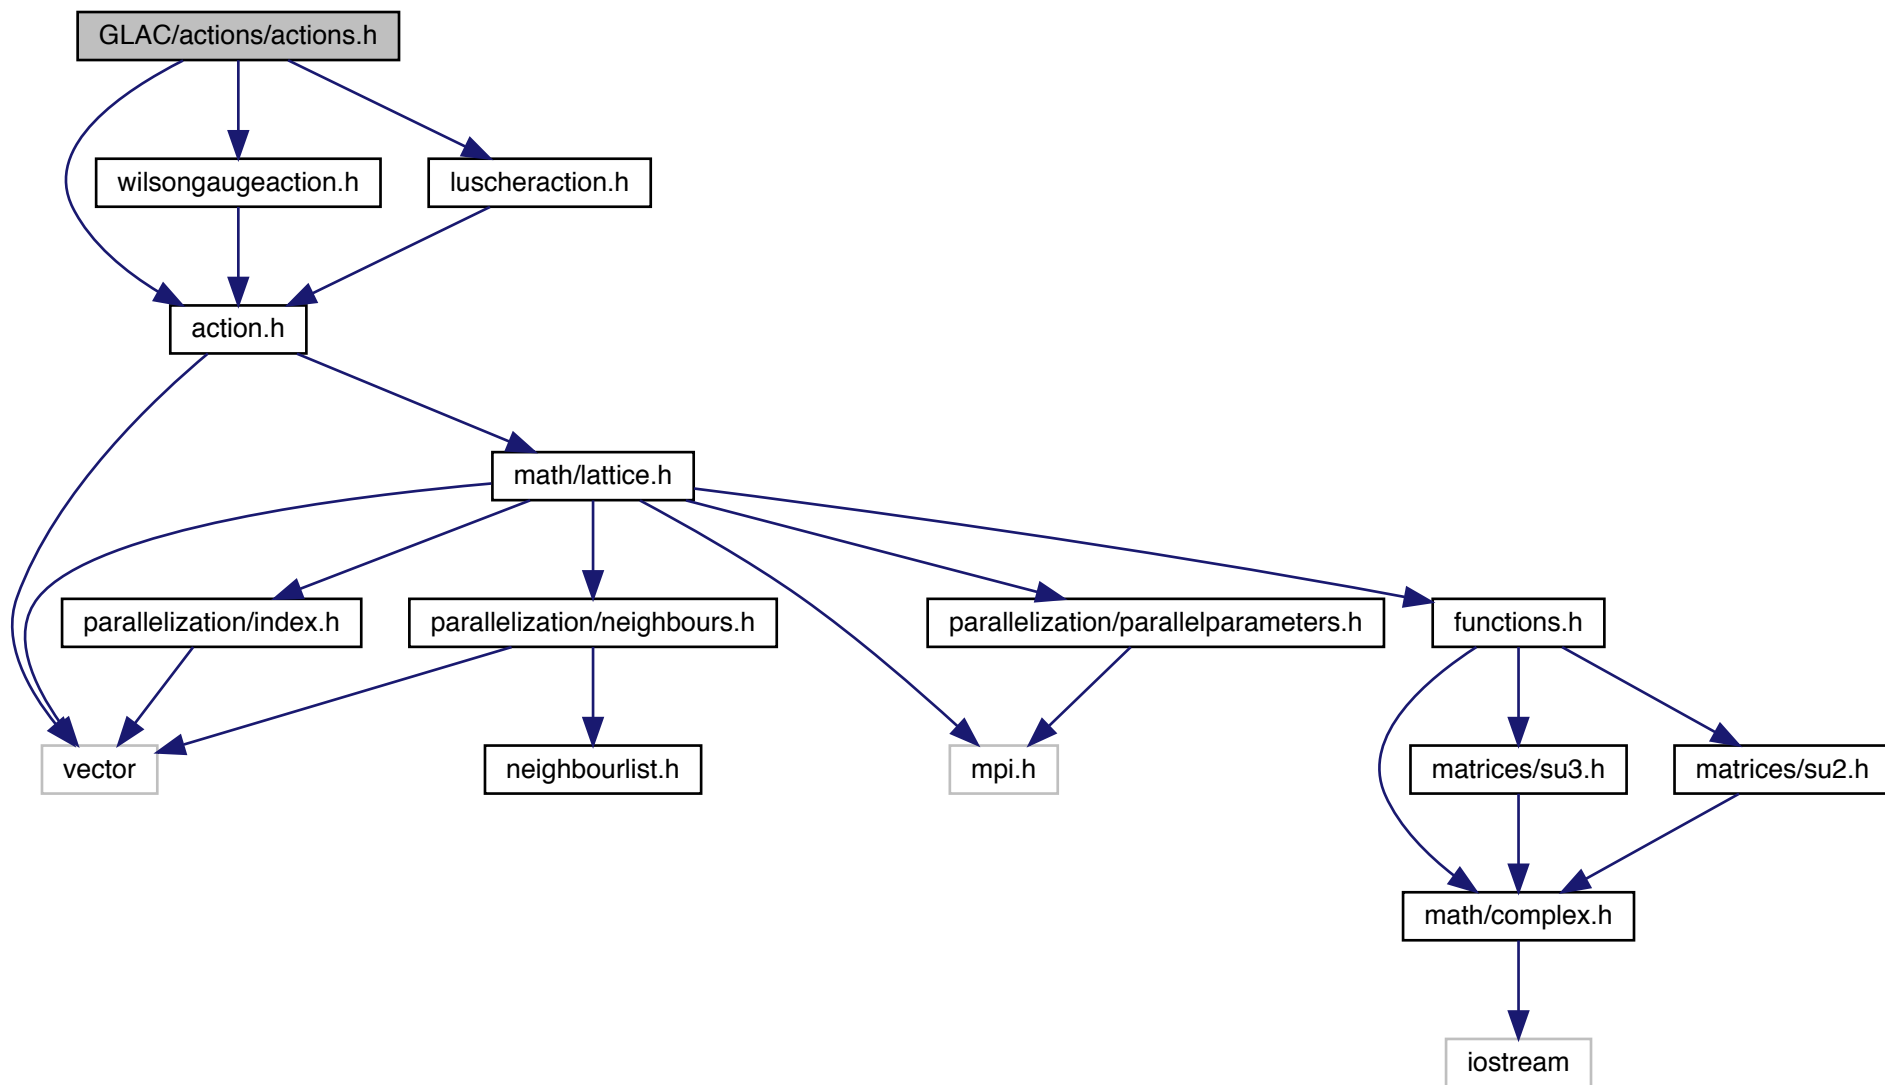 GLAC/actions/actions.h
wilsongaugeaction.h
luscheraction.h
action.h
math/lattice.h
parallelization/index.h
parallelization/neighbours.h
parallelization/parallelparameters.h
functions.h
vector
neighbourlist.h
mpi.h
matrices/su3.h
matrices/su2.h
math/complex.h
iostream